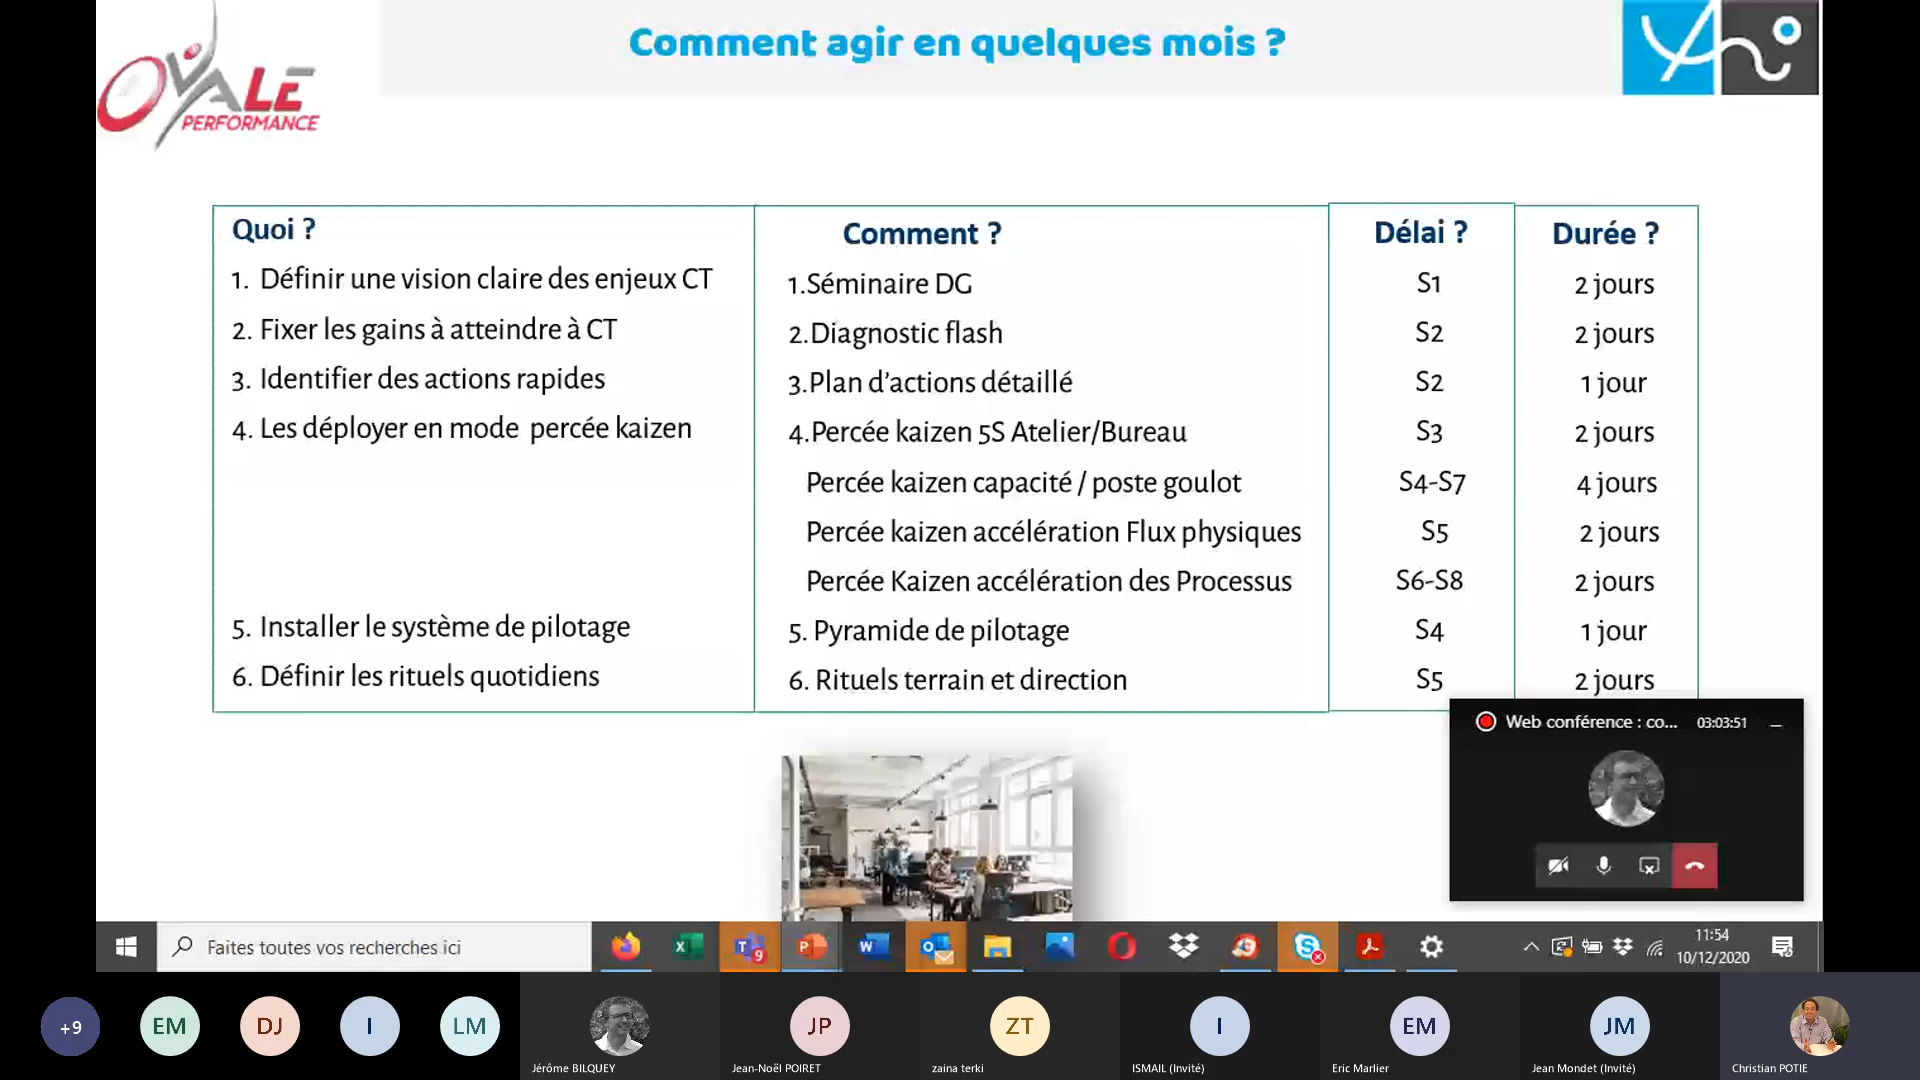 Comment agir en quelques mois ?
OVALE
PERFORMANCE
Quoi ?
1. Définir une vision claire des enjeux CT
2. Fixer les gains à atteindre à CT
3. Identifier des actions rapides
4. Les déployer en mode percée kaizen
5. Installer le système de pilotage
6. Définir les rituels quotidiens
Comment ?
1.Séminaire DG
2.Diagnostic flash
3.Plan d'actions détaillé
4.Percée kaizen 5S Atelier/Bureau
Percée kaizen capacité / poste goulot
Percée kaizen accélération Flux physiques
Percée Kaizen accélération des Processus
5. Pyramide de pilotage
6. Rituels terrain et direction
Délai ?
S1
S2
S2
S3
S4-S7
S5
S6-S8
S4
S5
Durée ?
2 jours
2 jours
1 jour
2 jours
4 jours
2 jours
2 jours
1 jour
2 jours
Web conférence : co... 03:03:51
Faites toutes vos recherches ici
9
11:54
10/12/2020
+9
EM
DJ
I
LM
Jérôme BILQUEY
JP
Jean-Noël POIRET
ZT
zaina terki
I
ISMAIL (Invité)
EM
Eric Marlier
JM
Jean Mondet (Invité)
Christian POTIE